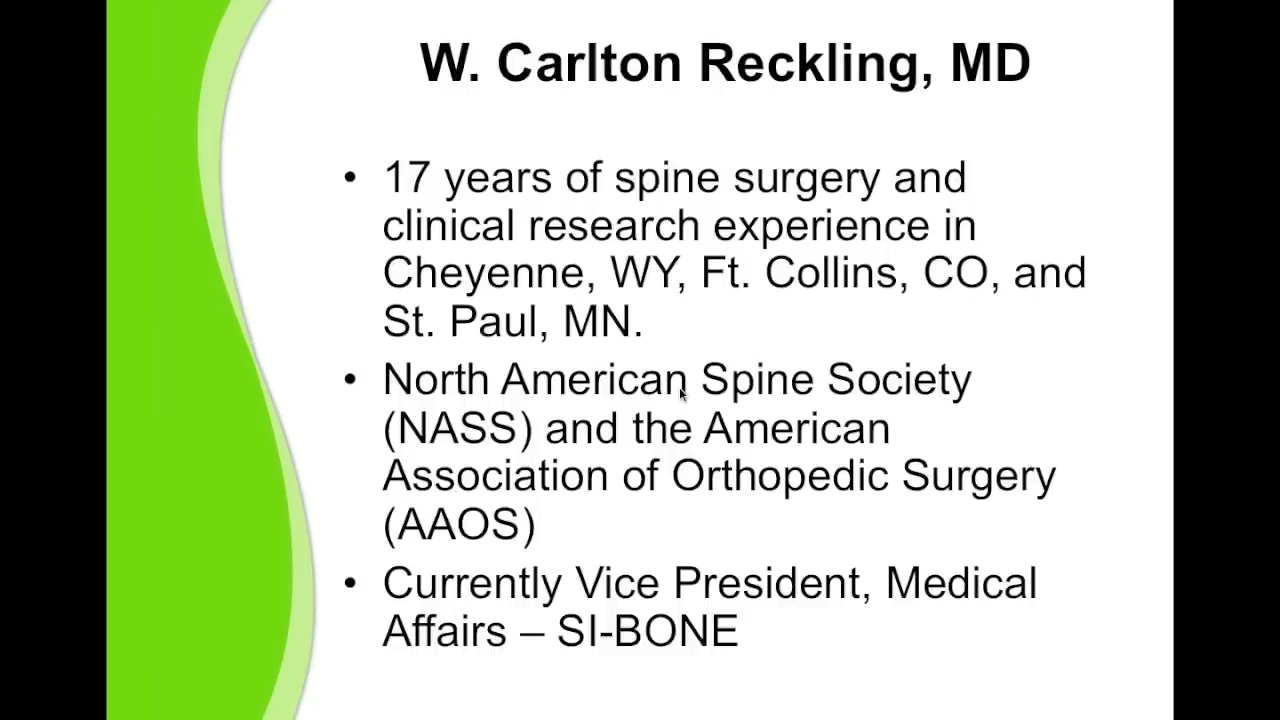 W. Carlton Reckling, MD
• 17 years of spine surgery and
clinical research experience in
Cheyenne, WY, Ft. Collins, CO, and
St. Paul, MN.
• North American Spine Society
(NASS) and the American
Association of Orthopedic Surgery
(AAOS)
• Currently Vice President, Medical
Affairs – SI-BONE